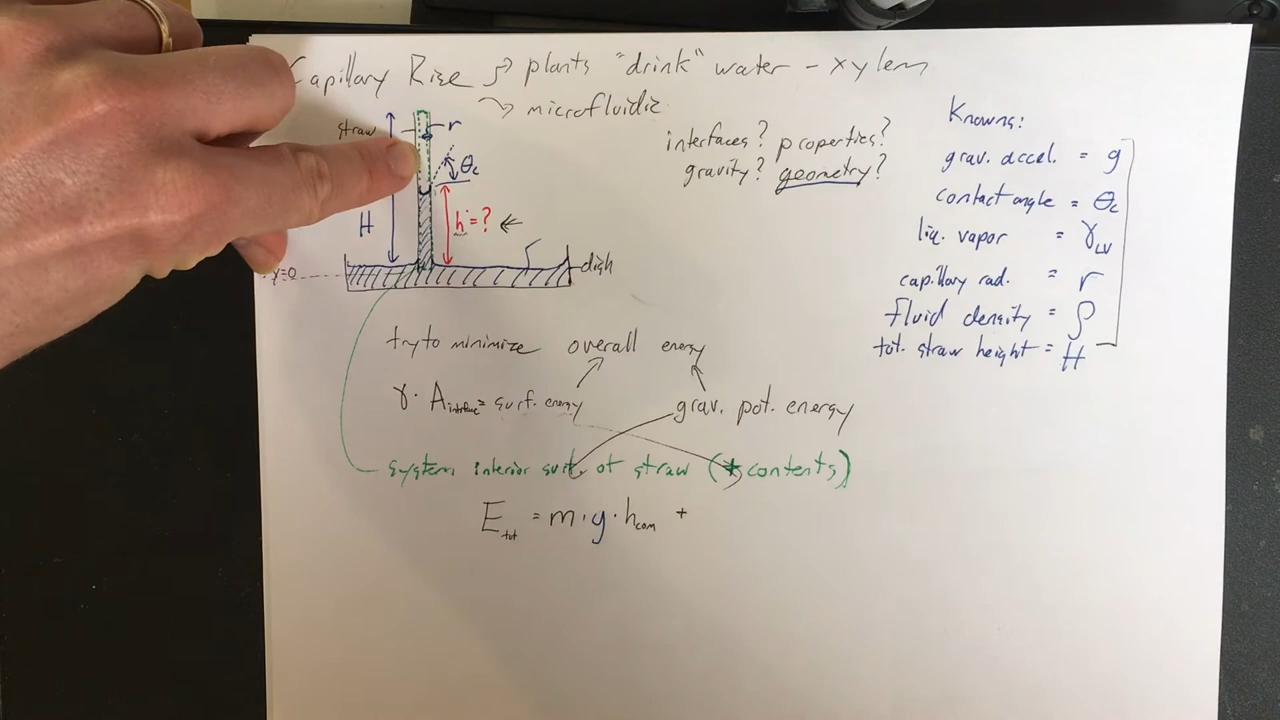 Capillary Rise → plants "drink" water - xylem
→ microfluidic
straw
r
θc
H
h=?
y=0
dish
interfaces? properties?
gravity? geometry?
Knowns:
grav. accel. = g
contact angle = θc
liq. vapor = γLV
capillary rad. = r
fluid density = ρ
tot. straw height = H
try to minimize overall energy
γ · Ainterface = surf. energy
grav. pot. energy
system interior surf. of straw (* contents)
Etot = m·g·hcom +